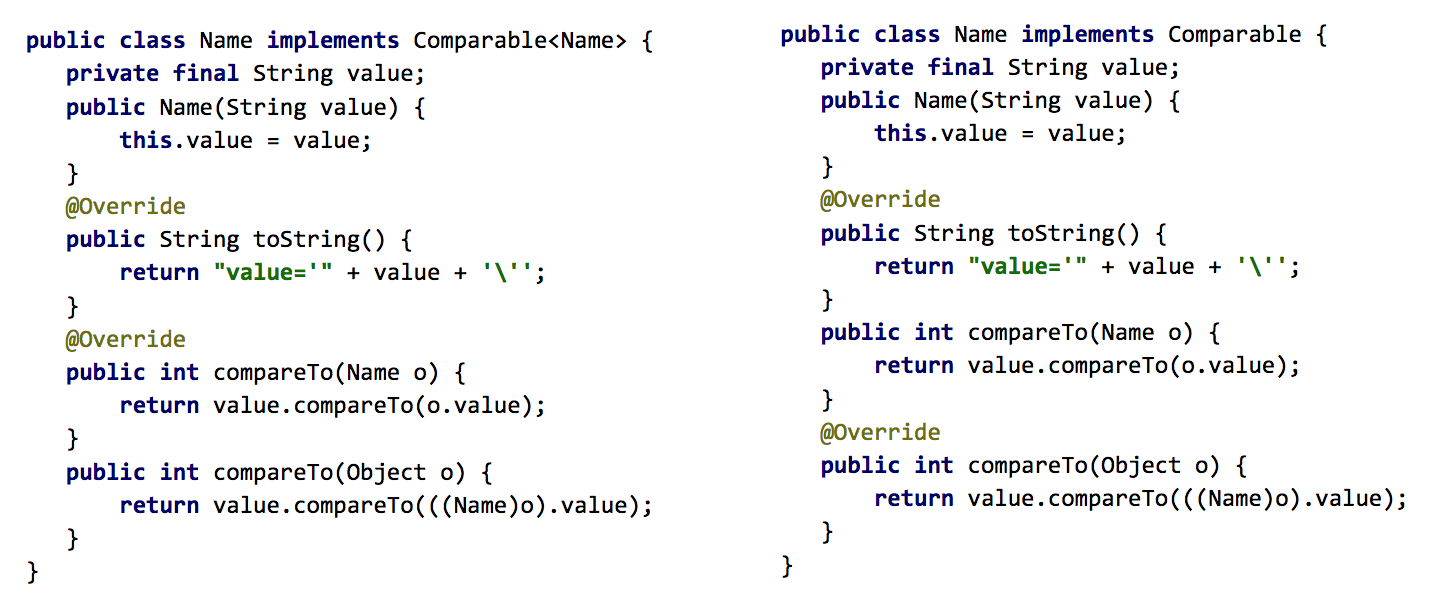 public class Name implements Comparable<Name> {
private final String value;
public Name(String value) {
this.value = value;
}
@Override
public String toString() {
return "value='" + value + '\'';
}
@Override
public int compareTo(Name o) {
return value.compareTo(o.value);
}
public int compareTo(Object o) {
return value.compareTo(((Name)o).value);
}
}
public class Name implements Comparable {
private final String value;
public Name(String value) {
this.value = value;
}
@Override
public String toString() {
return "value='" + value + '\'';
}
public int compareTo(Name o) {
return value.compareTo(o.value);
}
@Override
public int compareTo(Object o) {
return value.compareTo(((Name)o).value);
}
}